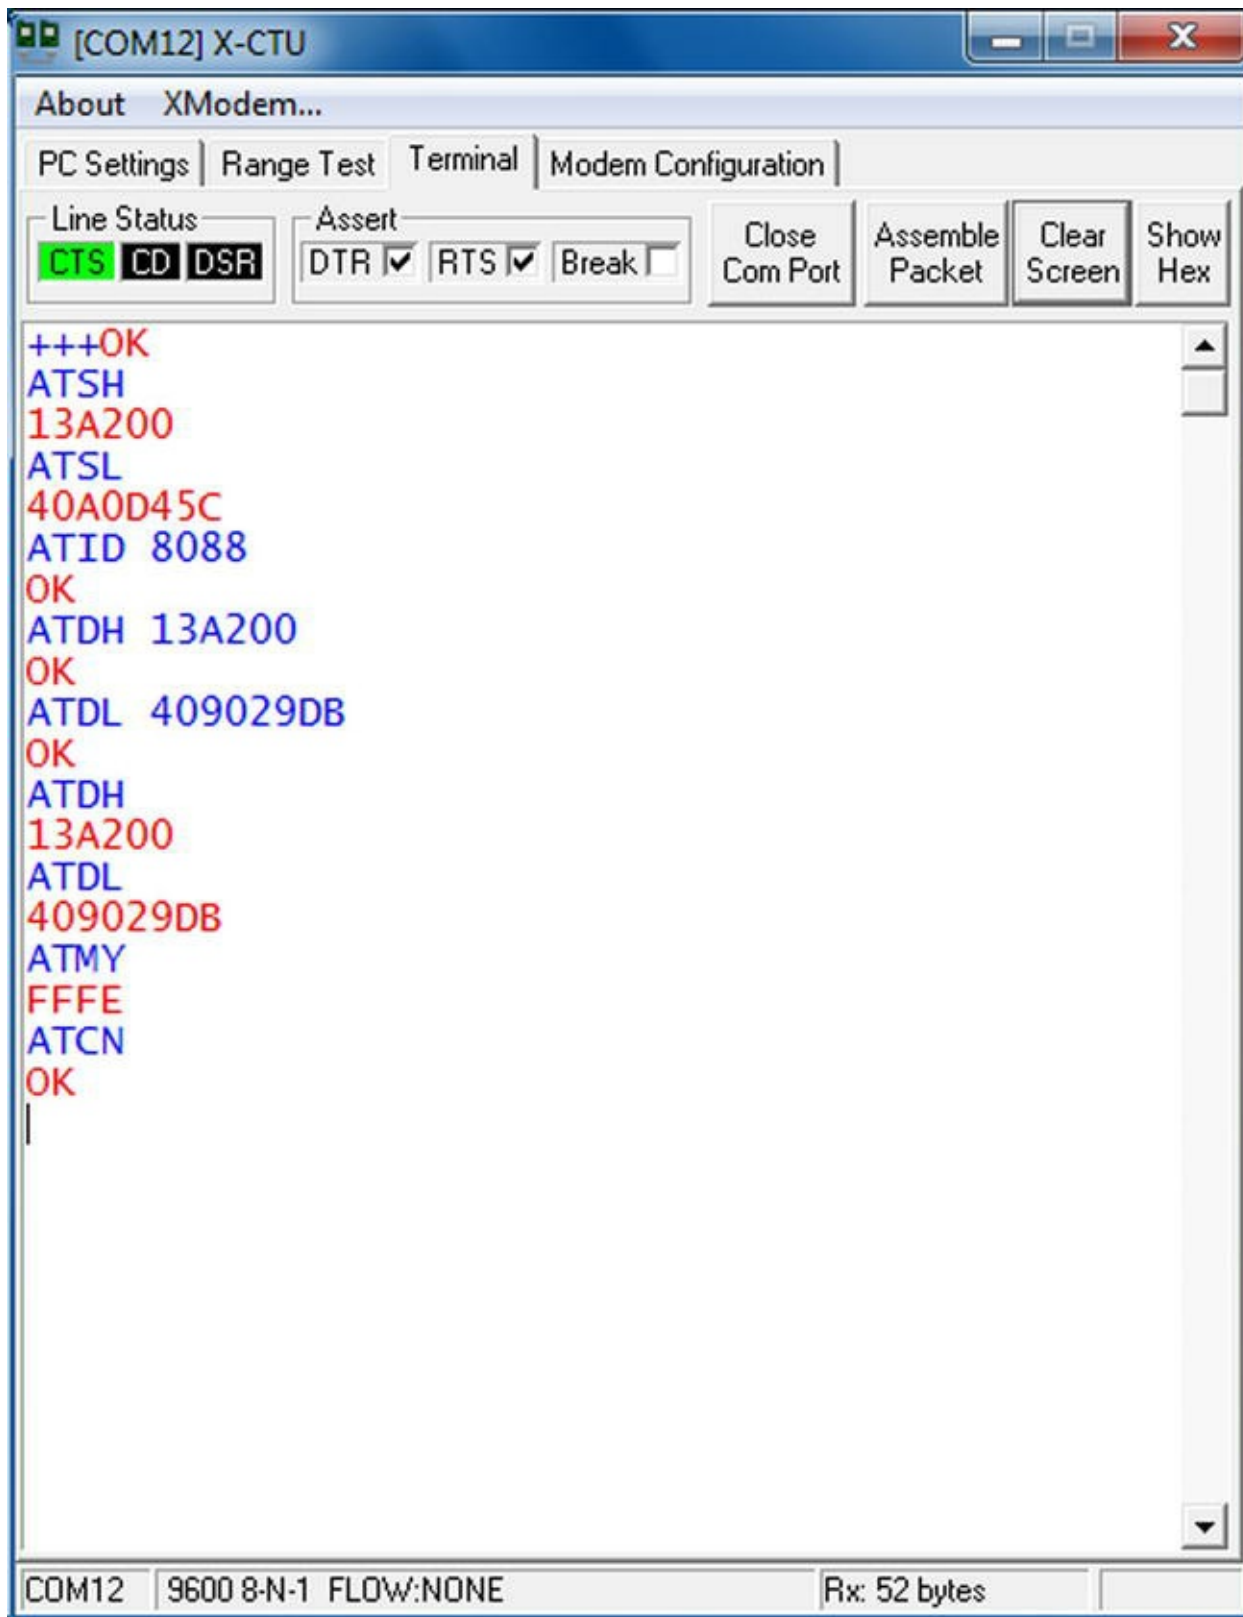 [COM12] X-CTU
About XModem...
PC Settings Range Test Terminal Modem Configuration
Line Status Assert
CTS CD DSR DTR RTS Break Close Com Port Assemble Packet Clear Screen Show Hex
+++OK
ATSH
13A200
ATSL
40A0D45C
ATID 8088
OK
ATDH 13A200
OK
ATDL 409029DB
OK
ATDH
13A200
ATDL
409029DB
ATMY
FFFE
ATCN
OK
COM12 9600 8-N-1 FLOW:NONE Rx: 52 bytes